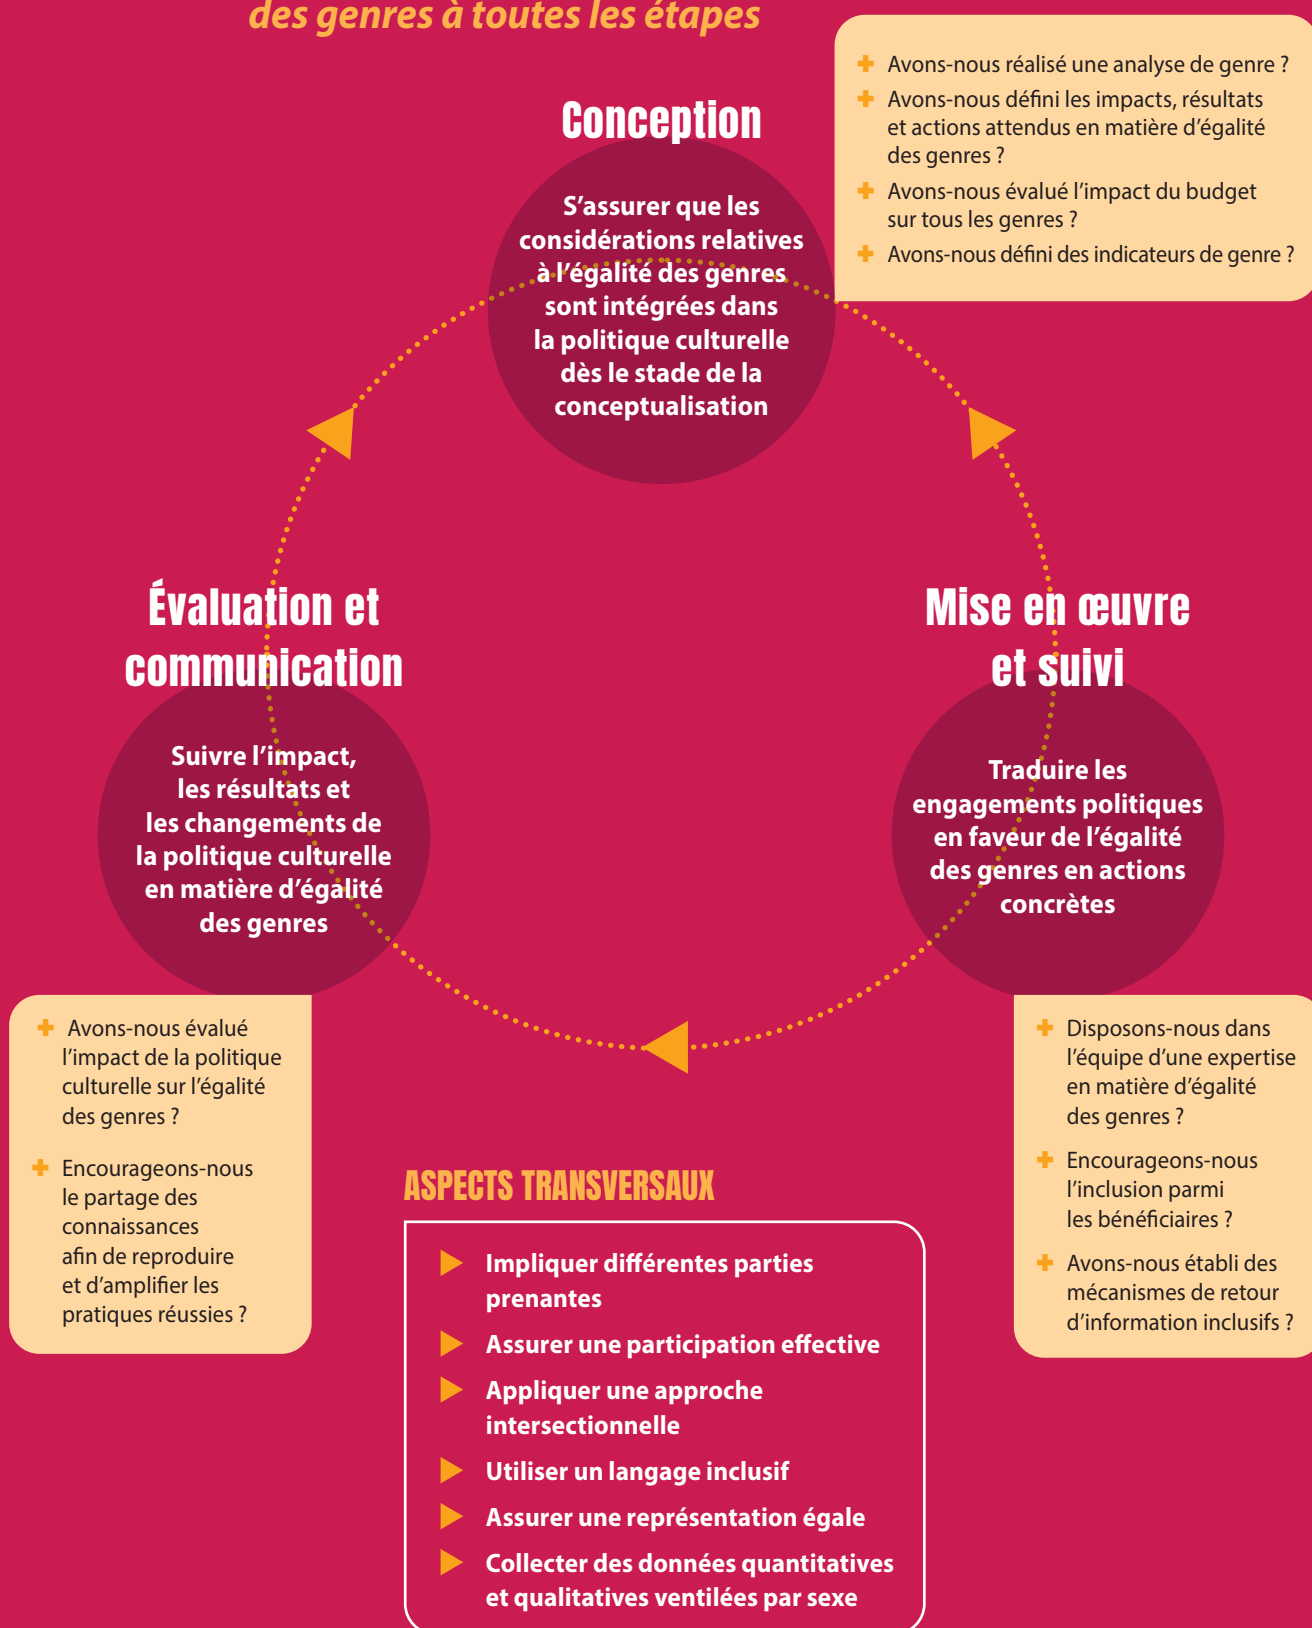 des genres à toutes les étapes
Conception
S’assurer que les
considérations relatives
à l’égalité des genres
sont intégrées dans
la politique culturelle
dès le stade de la
conceptualisation
Avons-nous réalisé une analyse de genre ?
Avons-nous défini les impacts, résultats
et actions attendus en matière d’égalité
des genres ?
Avons-nous évalué l’impact du budget
sur tous les genres ?
Avons-nous défini des indicateurs de genre ?
Mise en œuvre
et suivi
Traduire les
engagements politiques
en faveur de l’égalité
des genres en actions
concrètes
Disposons-nous dans
l’équipe d’une expertise
en matière d’égalité
des genres ?
Encourageons-nous
l’inclusion parmi
les bénéficiaires ?
Avons-nous établi des
mécanismes de retour
d’information inclusifs ?
Évaluation et
communication
Suivre l’impact,
les résultats et
les changements de
la politique culturelle
en matière d’égalité
des genres
Avons-nous évalué
l’impact de la politique
culturelle sur l’égalité
des genres ?
Encourageons-nous
le partage des
connaissances
afin de reproduire
et d’amplifier les
pratiques réussies ?
ASPECTS TRANSVERSAUX
Impliquer différentes parties
prenantes
Assurer une participation effective
Appliquer une approche
intersectionnelle
Utiliser un langage inclusif
Assurer une représentation égale
Collecter des données quantitatives
et qualitatives ventilées par sexe